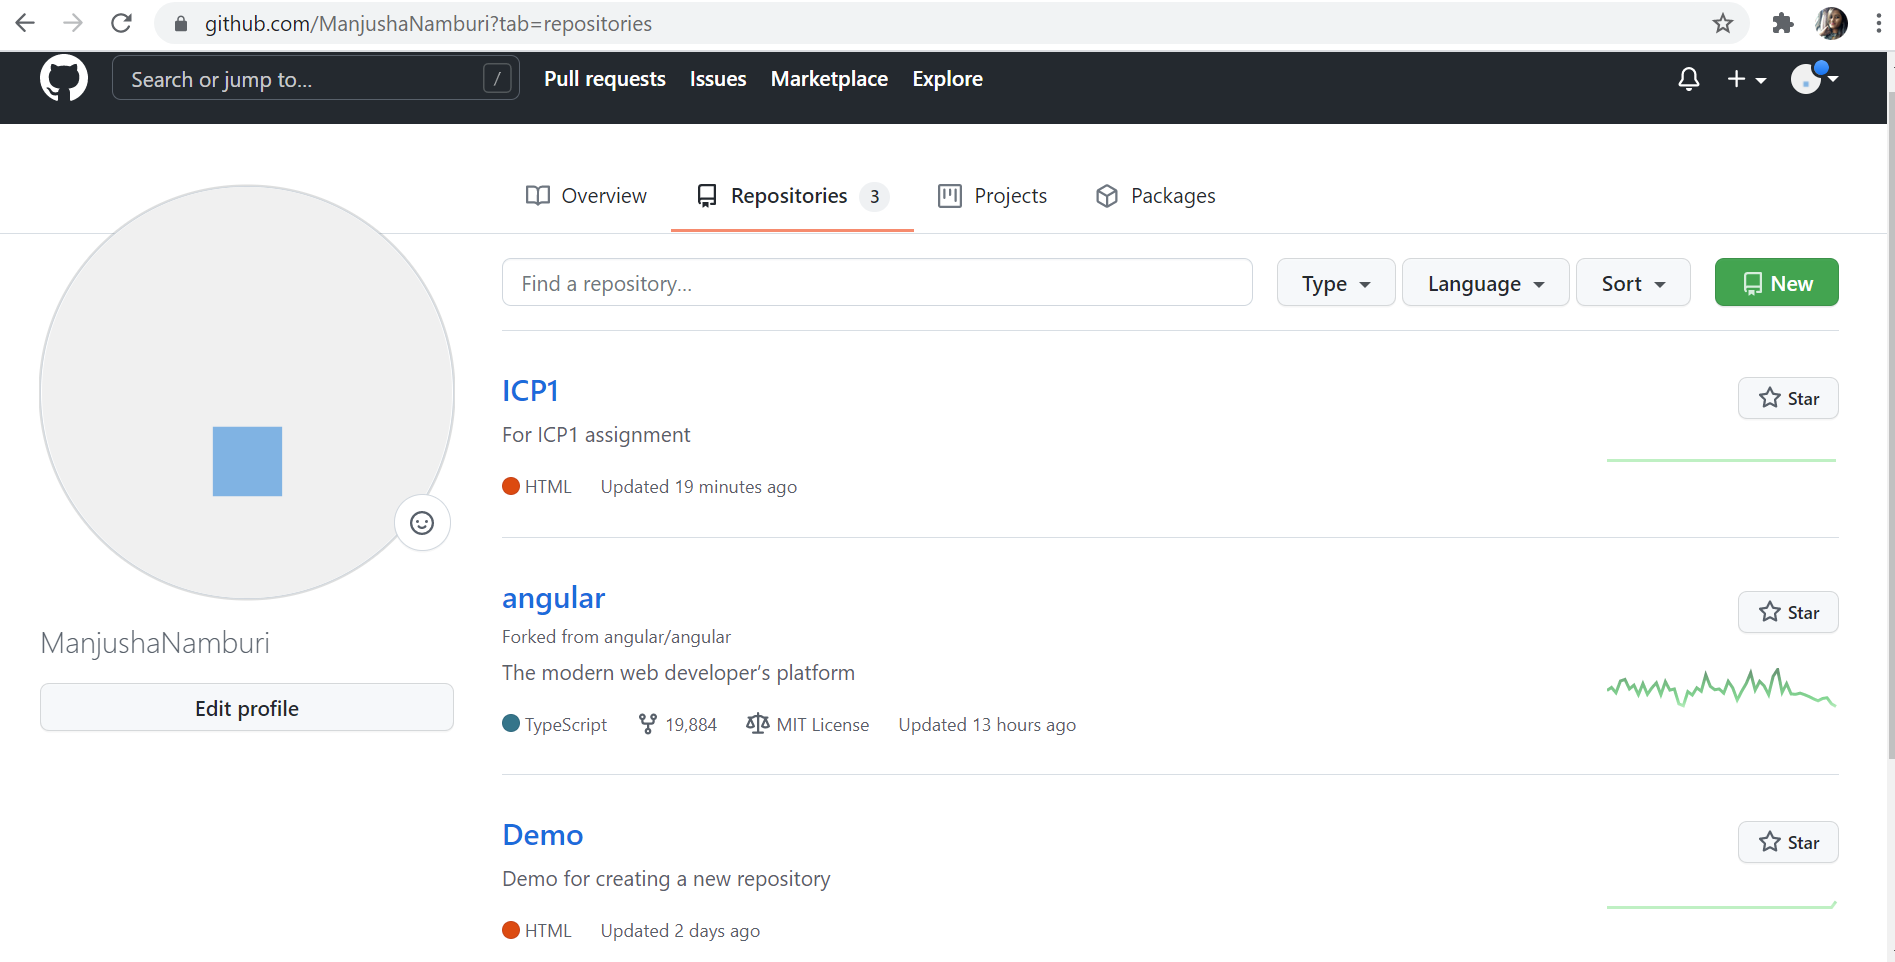 github.com/ManjushaNamburi?tab=repositories
Search or jump to... / Pull requests Issues Marketplace Explore
Overview Repositories 3 Projects Packages
Find a repository... Type Language Sort New
ICP1
Star
For ICP1 assignment
HTML Updated 19 minutes ago
angular
Star
Forked from angular/angular
ManjushaNamburi
The modern web developer’s platform
Edit profile
TypeScript 19,884 MIT License Updated 13 hours ago
Demo
Star
Demo for creating a new repository
HTML Updated 2 days ago